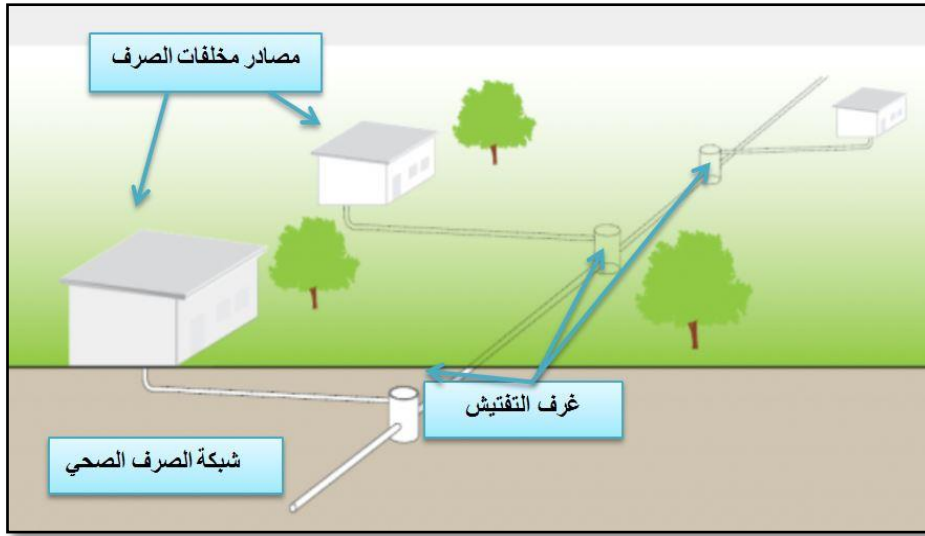 مصادر مخلفات الصرف
غرف التفتيش
شبكة الصرف الصحي